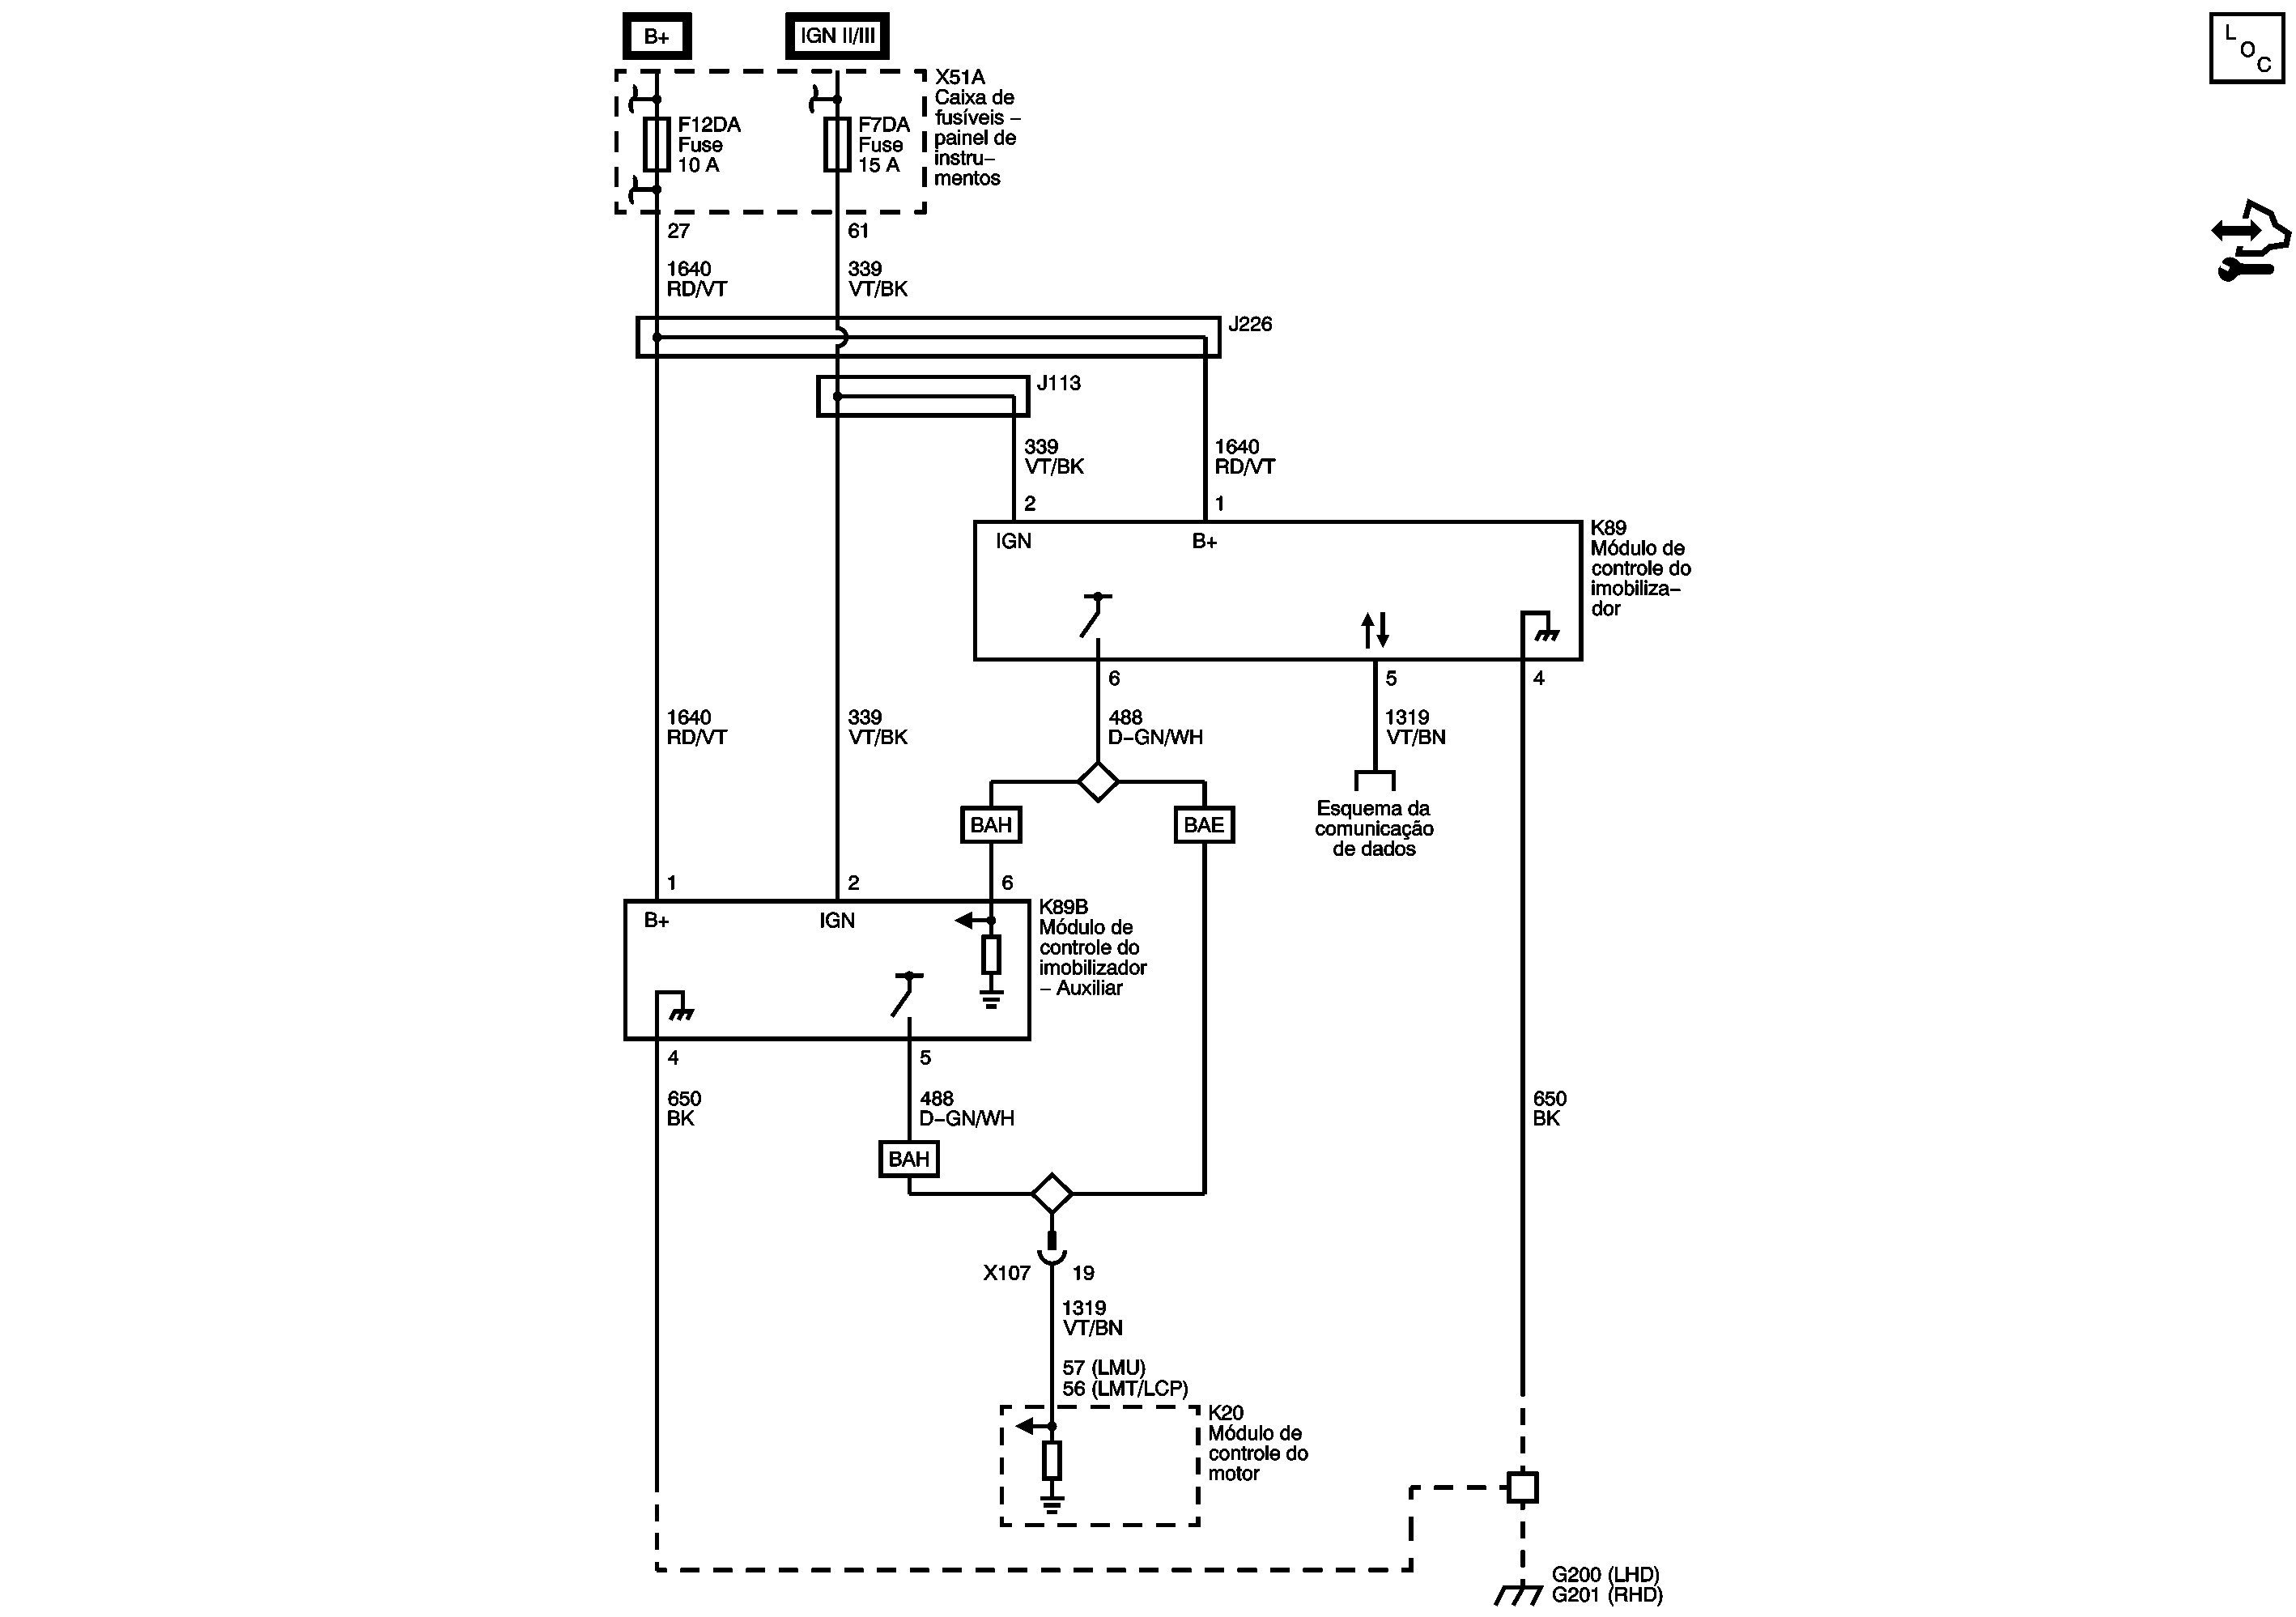 B+
IGN II/III
L
O
C
X51A
Caixa de
fusíveis –
painel de
instru–
mentos
F12DA
Fuse
10 A
F7DA
Fuse
15 A
27
61
1640
RD/VT
339
VT/BK
J226
J113
339
VT/BK
1640
RD/VT
2
1
IGN
B+
K89
Módulo de
controle do
imobiliza–
dor
6
5
4
1640
RD/VT
339
VT/BK
488
D–GN/WH
1319
VT/BN
BAH
BAE
Esquema da
comunicação
de dados
1
2
6
B+
IGN
K89B
Módulo de
controle do
imobilizador
– Auxiliar
4
5
650
BK
488
D–GN/WH
650
BK
BAH
X107
19
1319
VT/BN
57 (LMU)
56 (LMT/LCP)
K20
Módulo de
controle do
motor
G200 (LHD)
G201 (RHD)